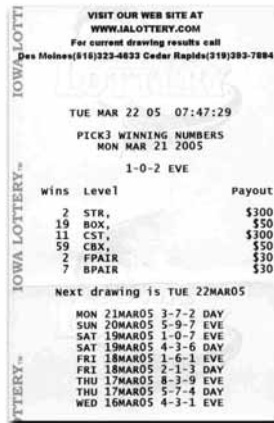 VISIT OUR WEB SITE AT
WWW.IALOTTERY.COM
For current drawing results call
Des Moines(515)323-4633 Cedar Rapids(319)393-7884
TUE MAR 22 05 07:47:29
PICK3 WINNING NUMBERS
MON MAR 21 2005
1-0-2 EVE
Wins Level Payout
2 STR, $300
19 BOX, $50
11 CST, $300
59 CBX, $50
2 FPAIR $30
7 BPAIR $30
Next drawing is TUE 22MAR05
MON 21MAR05 3-7-2 DAY
SUN 20MAR05 5-9-7 EVE
SAT 19MAR05 1-0-7 EVE
SAT 19MAR05 4-3-6 DAY
FRI 18MAR05 1-6-1 EVE
FRI 18MAR05 2-1-3 DAY
THU 17MAR05 8-3-9 EVE
THU 17MAR05 5-7-4 DAY
WED 16MAR05 4-3-1 EVE
IOWA LOTTI
IOWA LOTTERY™
TTERY™
LOTTERY